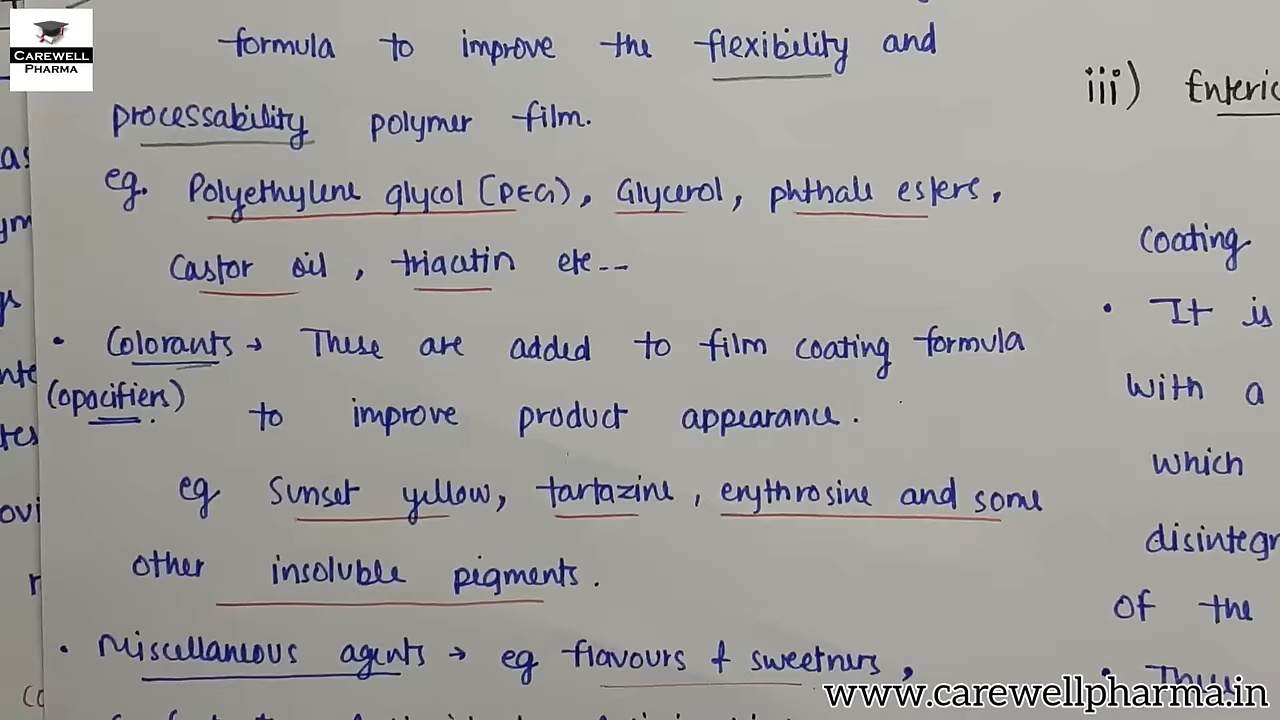 CAREWELL
PHARMA
formula to improve the flexibility and
processability polymer film.
eg. Polyethylene glycol (PEG), Glycerol, phthale esters,
Castor oil, triacitin etc--
• Colorants → These are added to film coating formula
(opacifiers) to improve product appearance.
eg Sunset yellow, tartazine, erythrosine and some
other insoluble pigments.
• Miscellaneous agents → eg flavours & sweetners,
iii) Enteric
Coating
• It is
with a
which
disintegr
of the
www.carewellpharma.in